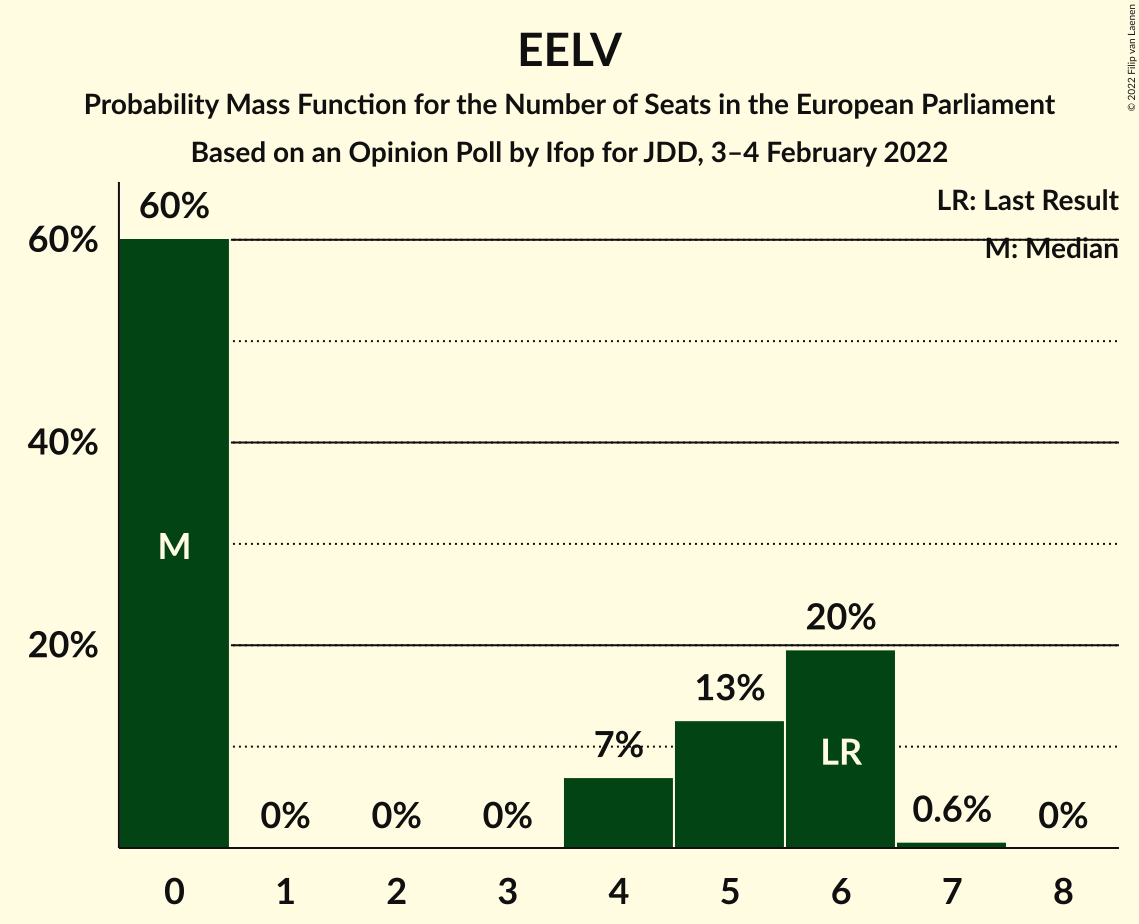 EELV
Probability Mass Function for the Number of Seats in the European Parliament
Based on an Opinion Poll by Ifop for JDD, 3–4 February 2022
© 2022 Filip van Laenen
LR: Last Result
M: Median
60%
40%
20%
60%
0%
0%
0%
7%
13%
20%
0.6%
0%
M
LR
0 1 2 3 4 5 6 7 8